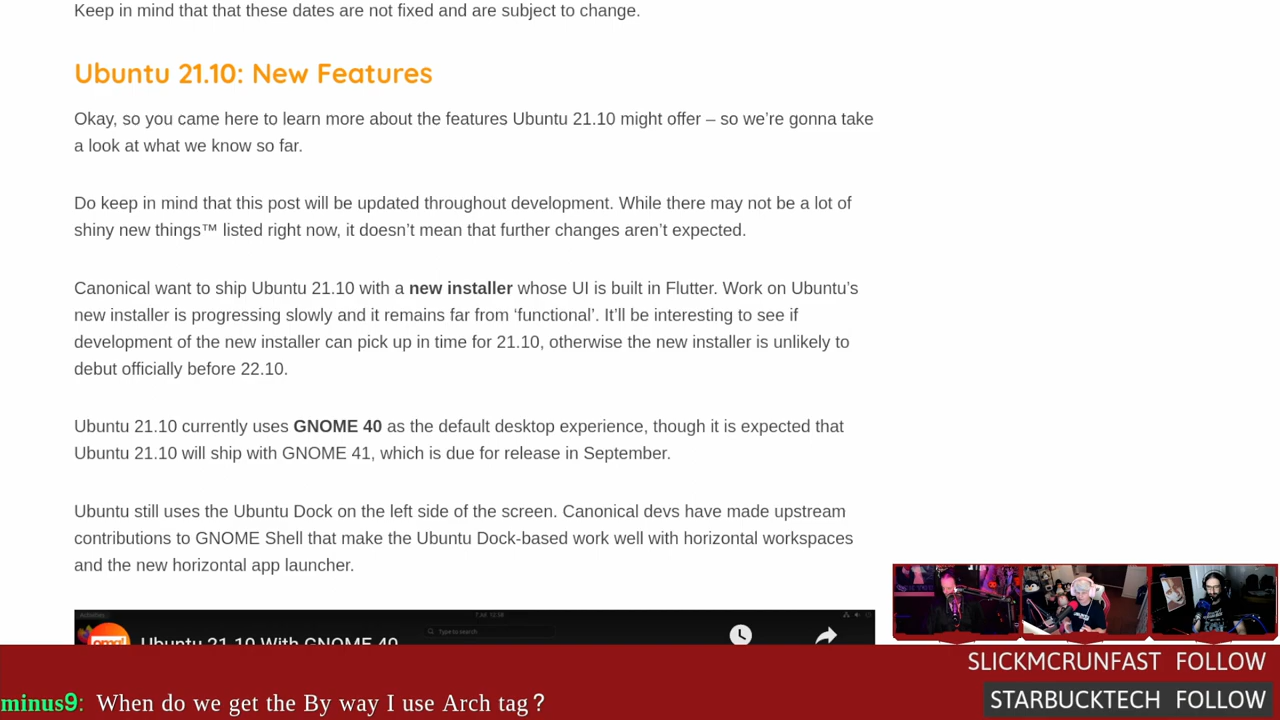 Keep in mind that that these dates are not fixed and are subject to change.
Ubuntu 21.10: New Features
Okay, so you came here to learn more about the features Ubuntu 21.10 might offer – so we’re gonna take
a look at what we know so far.
Do keep in mind that this post will be updated throughout development. While there may not be a lot of
shiny new things™ listed right now, it doesn’t mean that further changes aren’t expected.
Canonical want to ship Ubuntu 21.10 with a new installer whose UI is built in Flutter. Work on Ubuntu’s
new installer is progressing slowly and it remains far from ‘functional’. It’ll be interesting to see if
development of the new installer can pick up in time for 21.10, otherwise the new installer is unlikely to
debut officially before 22.10.
Ubuntu 21.10 currently uses GNOME 40 as the default desktop experience, though it is expected that
Ubuntu 21.10 will ship with GNOME 41, which is due for release in September.
Ubuntu still uses the Ubuntu Dock on the left side of the screen. Canonical devs have made upstream
contributions to GNOME Shell that make the Ubuntu Dock-based work well with horizontal workspaces
and the new horizontal app launcher.
Type to search
Ubuntu 21.10 With GNOME 40
SLICKMCRUNFAST FOLLOW
minus9: When do we get the By way I use Arch tag?
STARBUCKTECH FOLLOW